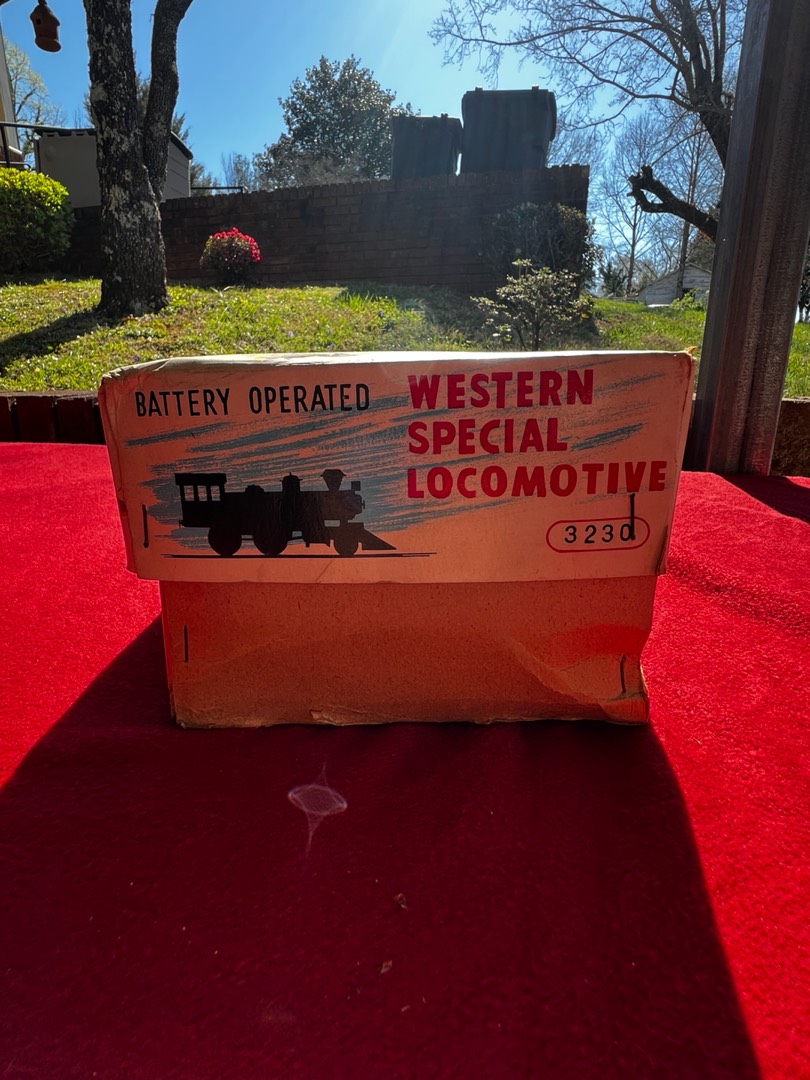 BATTERY OPERATED
WESTERN
SPECIAL
LOCOMOTIVE
3230